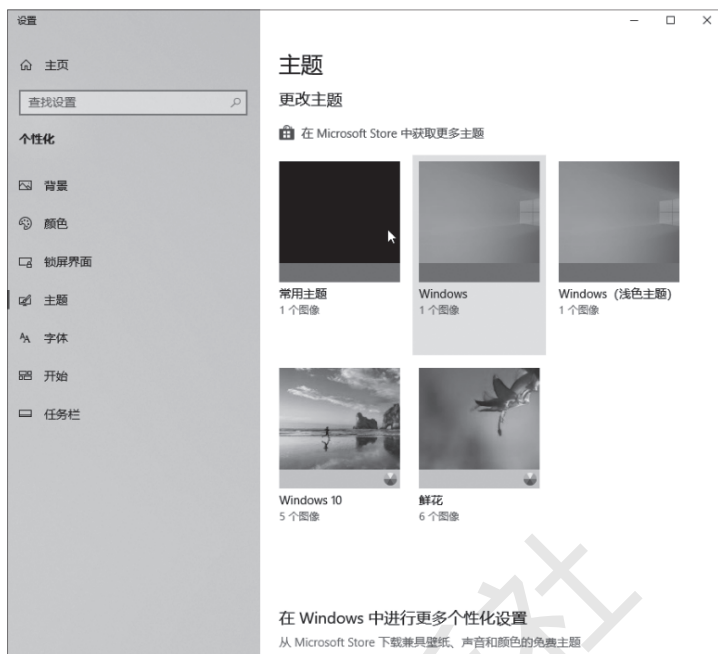 设置
主页
查找设置
个性化
背景
颜色
锁屏界面
主题
字体
开始
任务栏
主题
更改主题
在 Microsoft Store 中获取更多主题
常用主题
1 个图像
Windows
1 个图像
Windows（浅色主题）
1 个图像
Windows 10
5 个图像
鲜花
6 个图像
在 Windows 中进行更多个性化设置
从 Microsoft Store 下载兼具壁纸、声音和颜色的免费主题